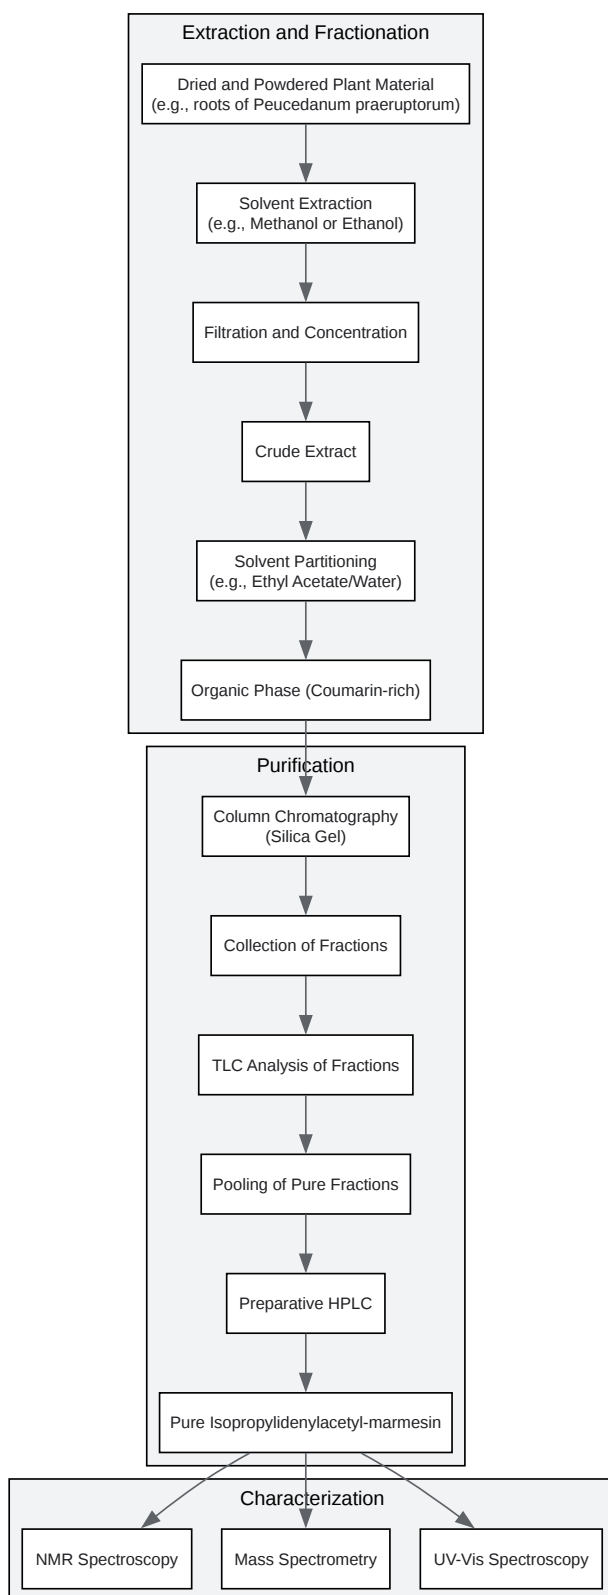 Extraction and Fractionation
Dried and Powdered Plant Material
(e.g., roots of Peucedanum praeruptorum)
Solvent Extraction
(e.g., Methanol or Ethanol)
Filtration and Concentration
Crude Extract
Solvent Partitioning
(e.g., Ethyl Acetate/Water)
Organic Phase (Coumarin-rich)
Purification
Column Chromatography
(Silica Gel)
Collection of Fractions
TLC Analysis of Fractions
Pooling of Pure Fractions
Preparative HPLC
Pure Isopropylidenylacetyl-marmesin
Characterization
NMR Spectroscopy
Mass Spectrometry
UV-Vis Spectroscopy